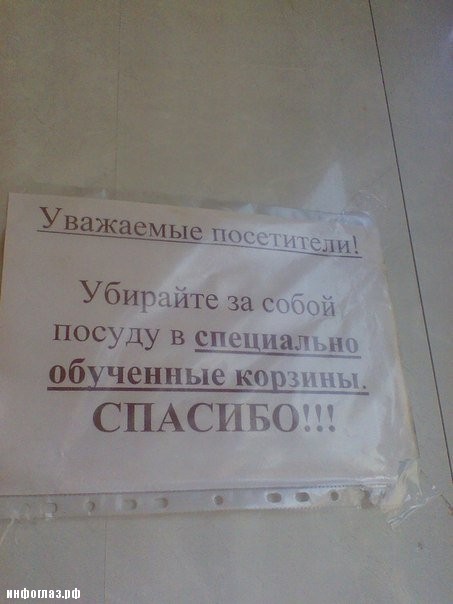 Уважаемые посетители!
Убирайте за собой
посуду в специально
обученные корзины.
СПАСИБО!!!
инфоглаз.рф